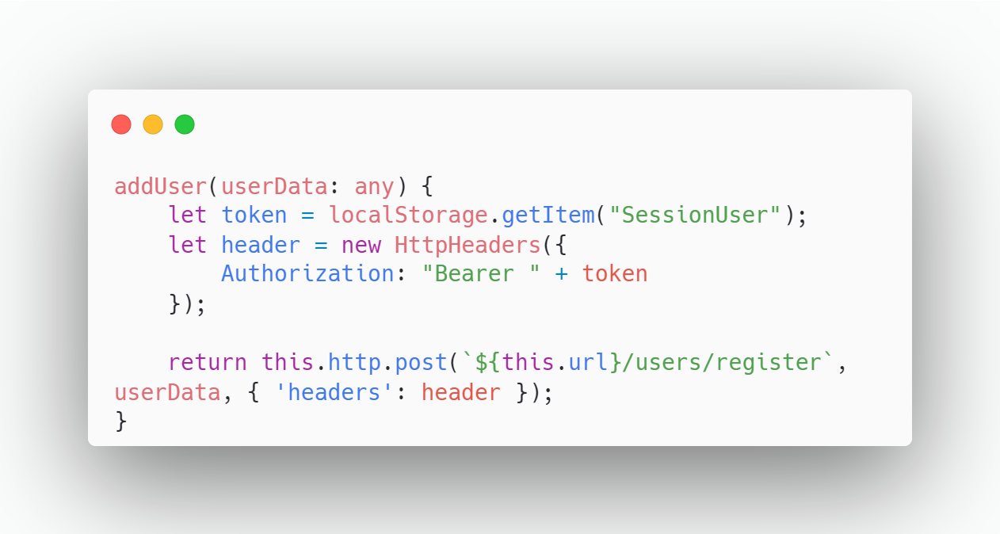 addUser(userData: any) {
    let token = localStorage.getItem("SessionUser");
    let header = new HttpHeaders({
        Authorization: "Bearer " + token
    });

    return this.http.post(`${this.url}/users/register`,
userData, { 'headers': header });
}